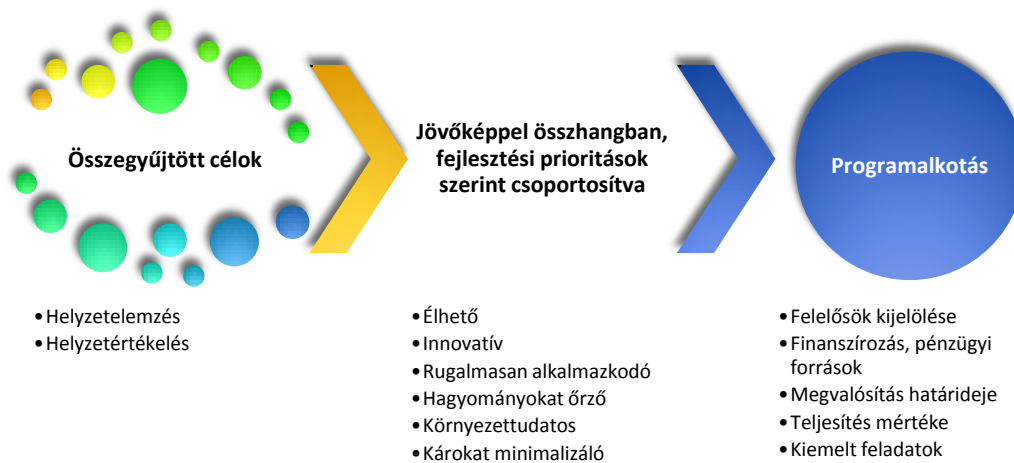 Összegyűjtött célok
• Helyzetelemzés
• Helyzetértékelés
Jövőképpel összhangban,
fejlesztési prioritások
szerint csoportosítva
• Élhető
• Innovatív
• Rugalmasan alkalmazkodó
• Hagyományokat őrző
• Környezettudatos
• Károkat minimalizáló
Programalkotás
• Felelősök kijelölése
• Finanszírozás, pénzügyi
források
• Megvalósítás határideje
• Teljesítés mértéke
• Kiemelt feladatok